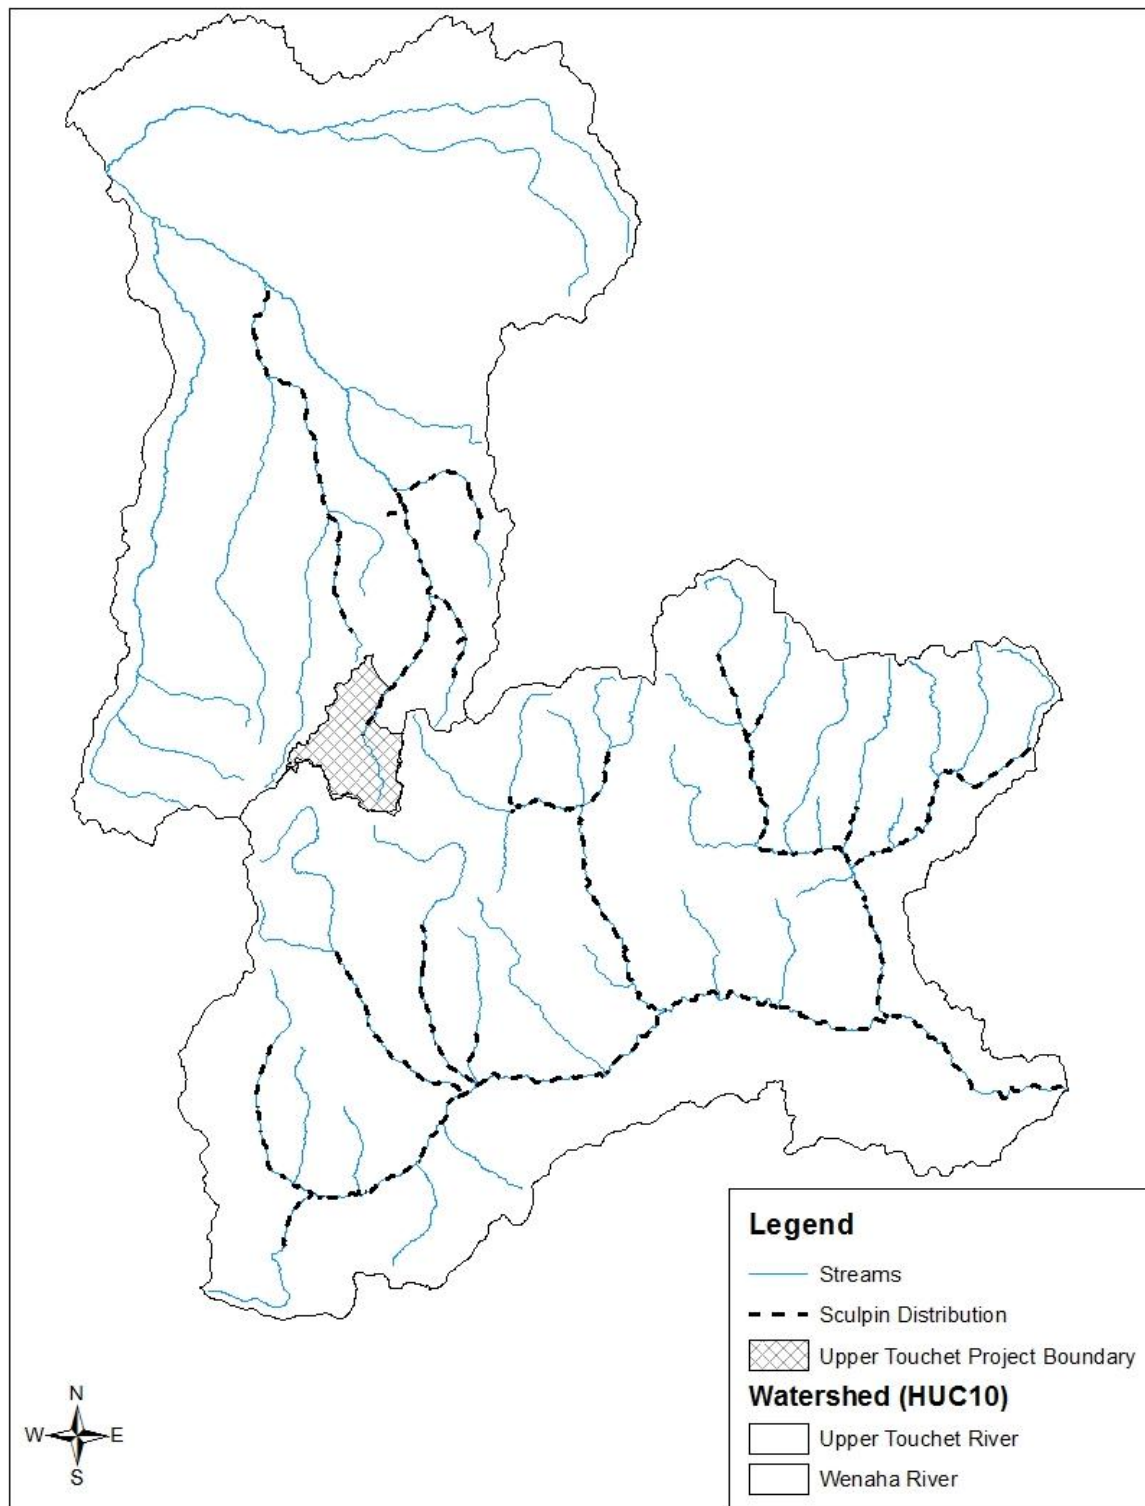 Legend
Streams
Sculpin Distribution
Upper Touchet Project Boundary
Watershed (HUC10)
Upper Touchet River
Wenaha River
N
W E
S